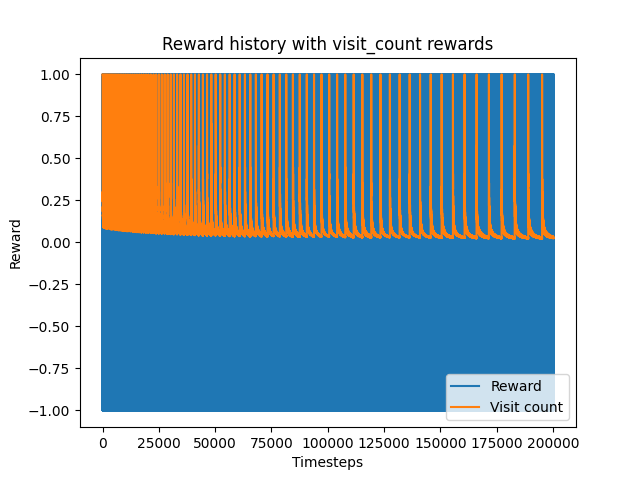 Reward history with visit_count rewards
1.00
0.75
0.50
0.25
0.00
−0.25
−0.50
−0.75
−1.00
Reward
Reward
Visit count
0 25000 50000 75000 100000 125000 150000 175000 200000
Timesteps